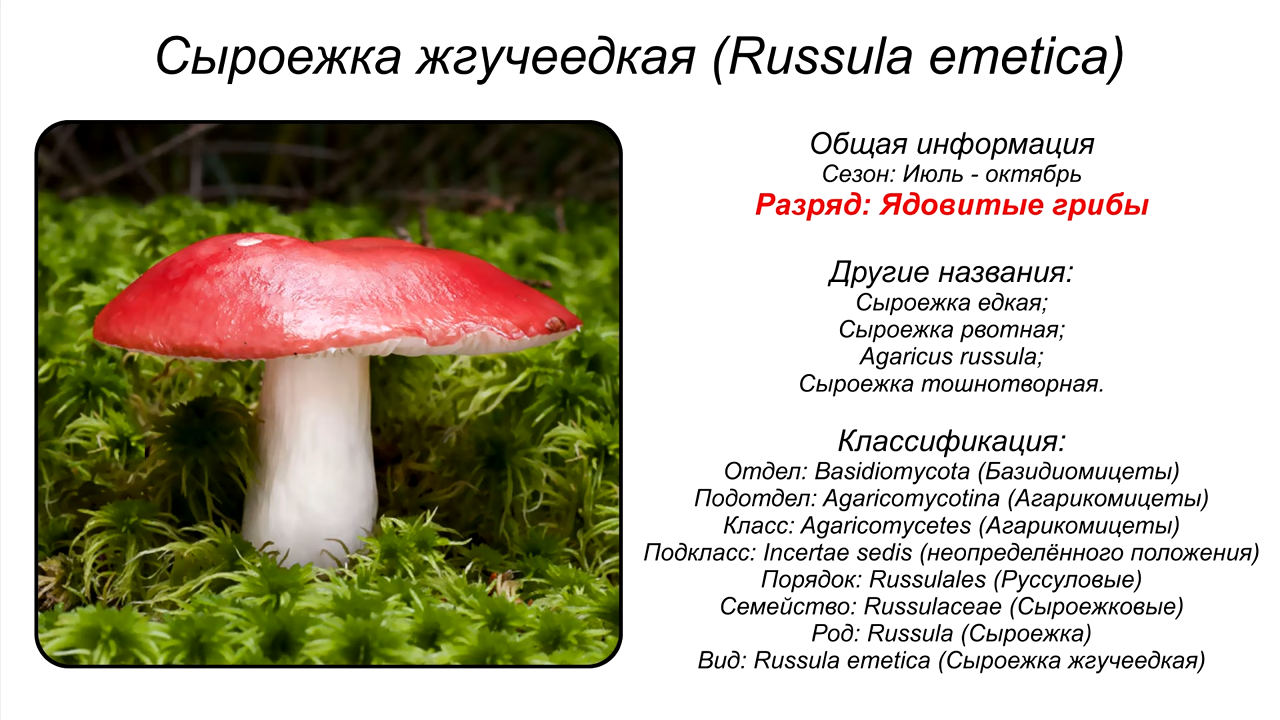 Сыроежка жгучеедкая (Russula emetica)
Общая информация
Сезон: Июль - октябрь
Разряд: Ядовитые грибы
Другие названия:
Сыроежка едкая;
Сыроежка рвотная;
Agaricus russula;
Сыроежка тошнотворная.
Классификация:
Отдел: Basidiomycota (Базидиомицеты)
Подотдел: Agaricomycotina (Агарикомицеты)
Класс: Agaricomycetes (Агарикомицеты)
Подкласс: Incertae sedis (неопределённого положения)
Порядок: Russulales (Руссуловые)
Семейство: Russulaceae (Сыроежковые)
Род: Russula (Сыроежка)
Вид: Russula emetica (Сыроежка жгучеедкая)